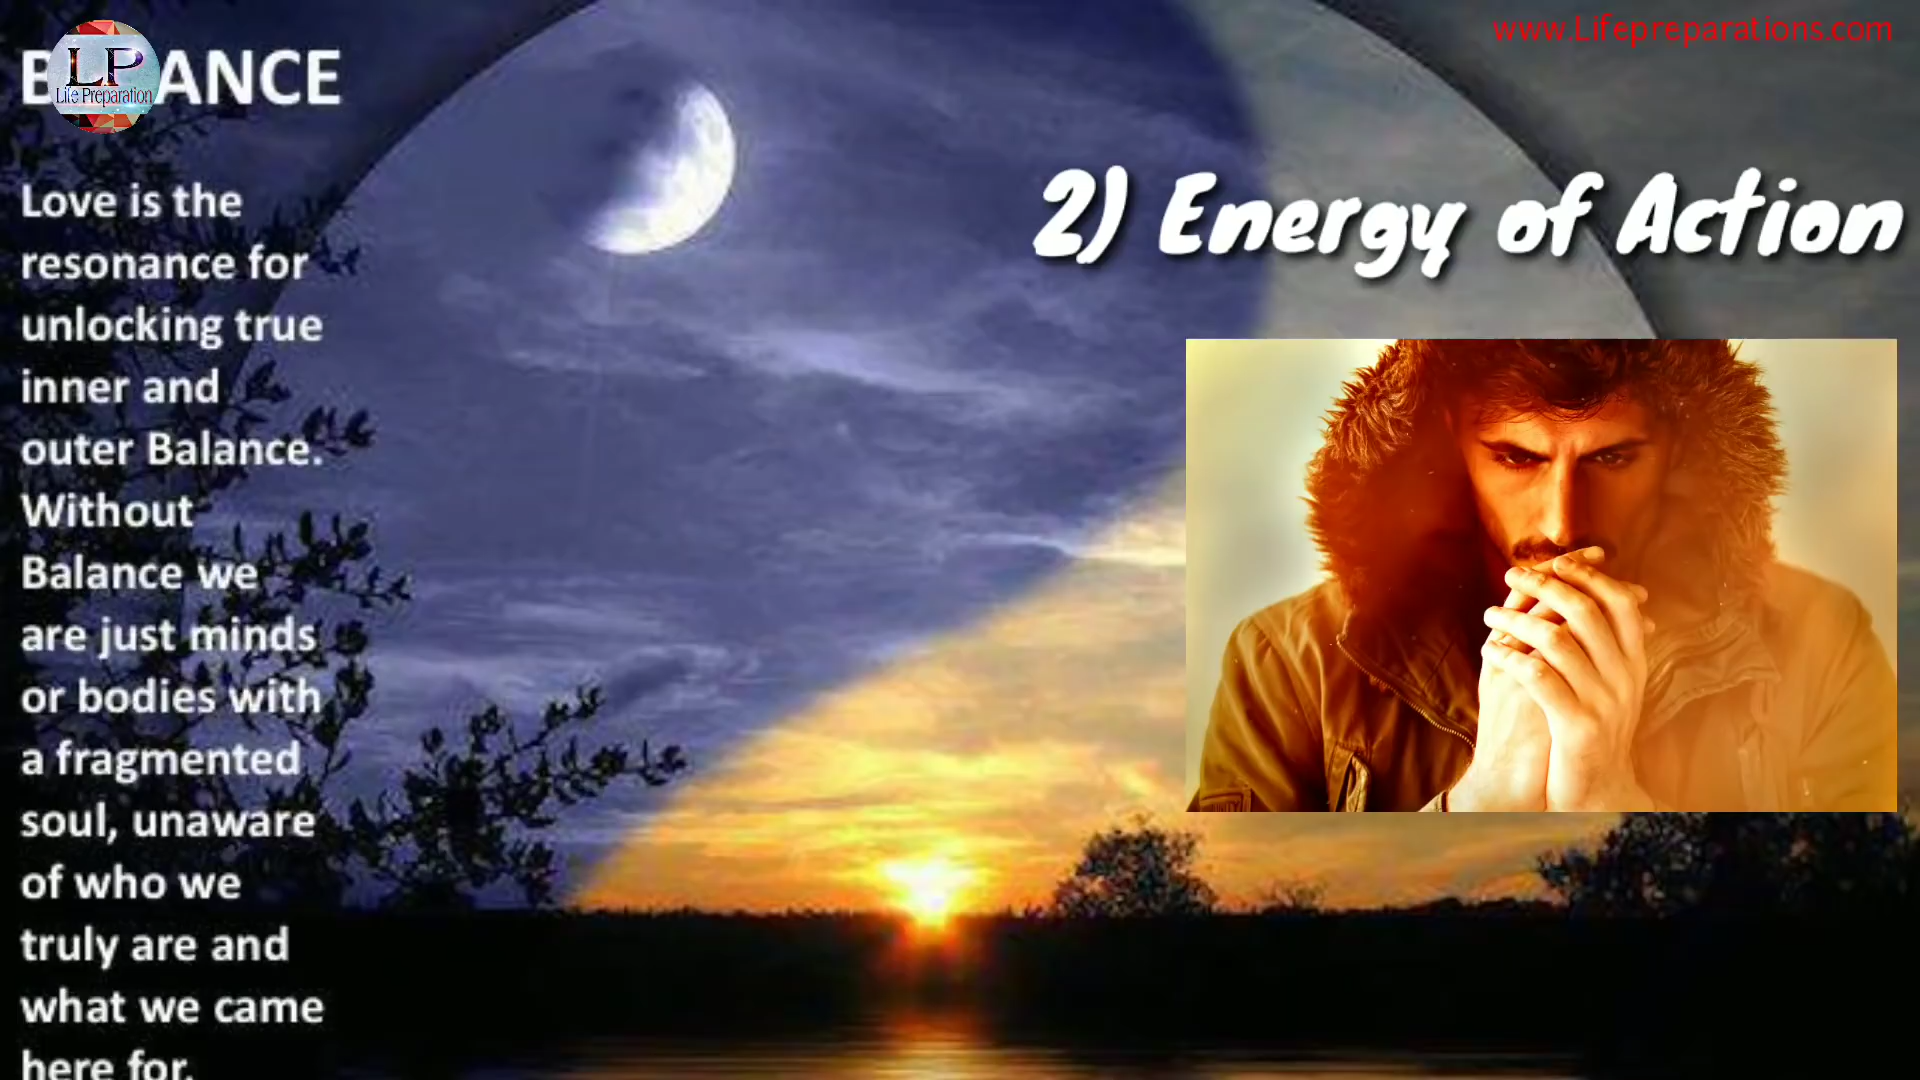 www.Lifepreparations.com
LP
Life Preparation
Love is the
resonance for
unlocking true
inner and
outer Balance.
Without
Balance we
are just minds
or bodies with
a fragmented
soul, unaware
of who we
truly are and
what we came
here for.
2) Energy of Action